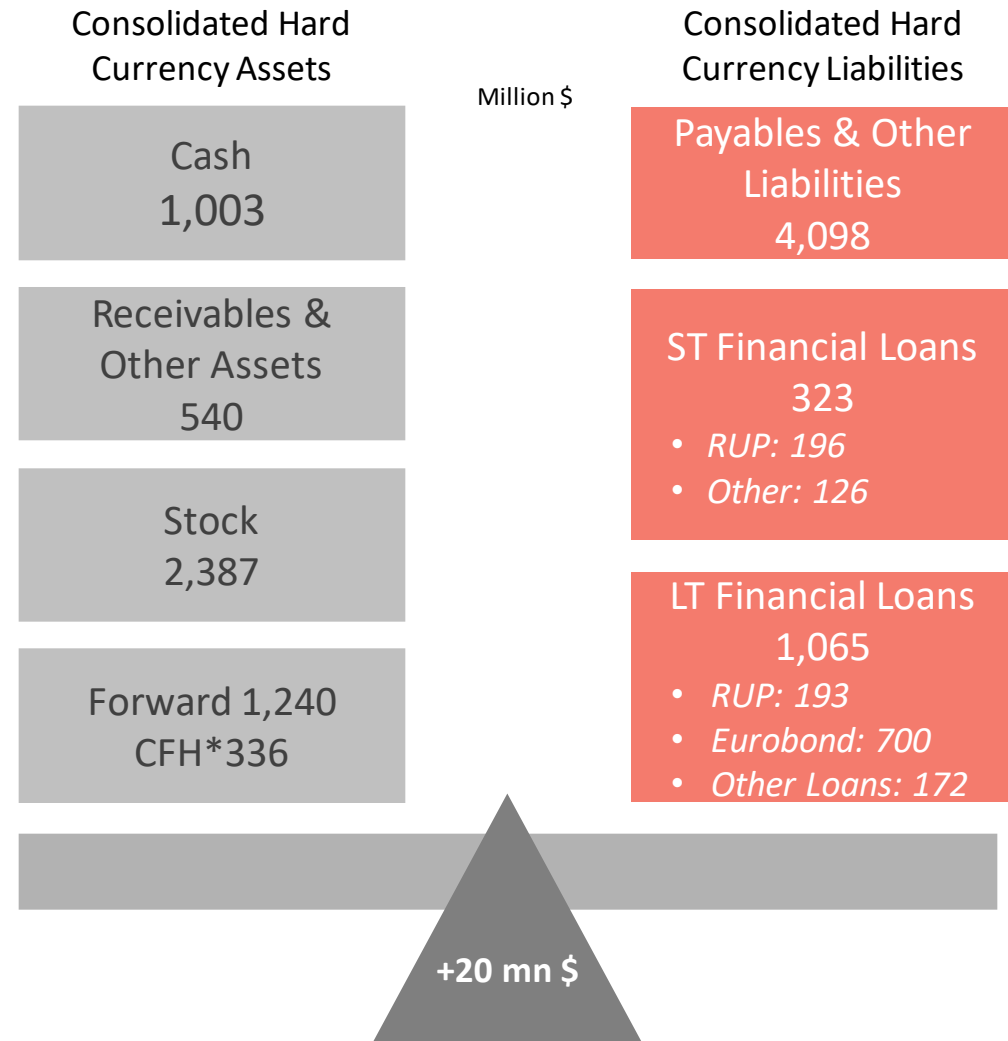 Consolidated Hard
Currency Assets
Million $
Consolidated Hard
Currency Liabilities
Cash
1,003
Receivables &
Other Assets
540
Stock
2,387
Forward 1,240
CFH*336
Payables & Other
Liabilities
4,098
ST Financial Loans
323
• RUP: 196
• Other: 126
LT Financial Loans
1,065
• RUP: 193
• Eurobond: 700
• Other Loans: 172
+20 mn $